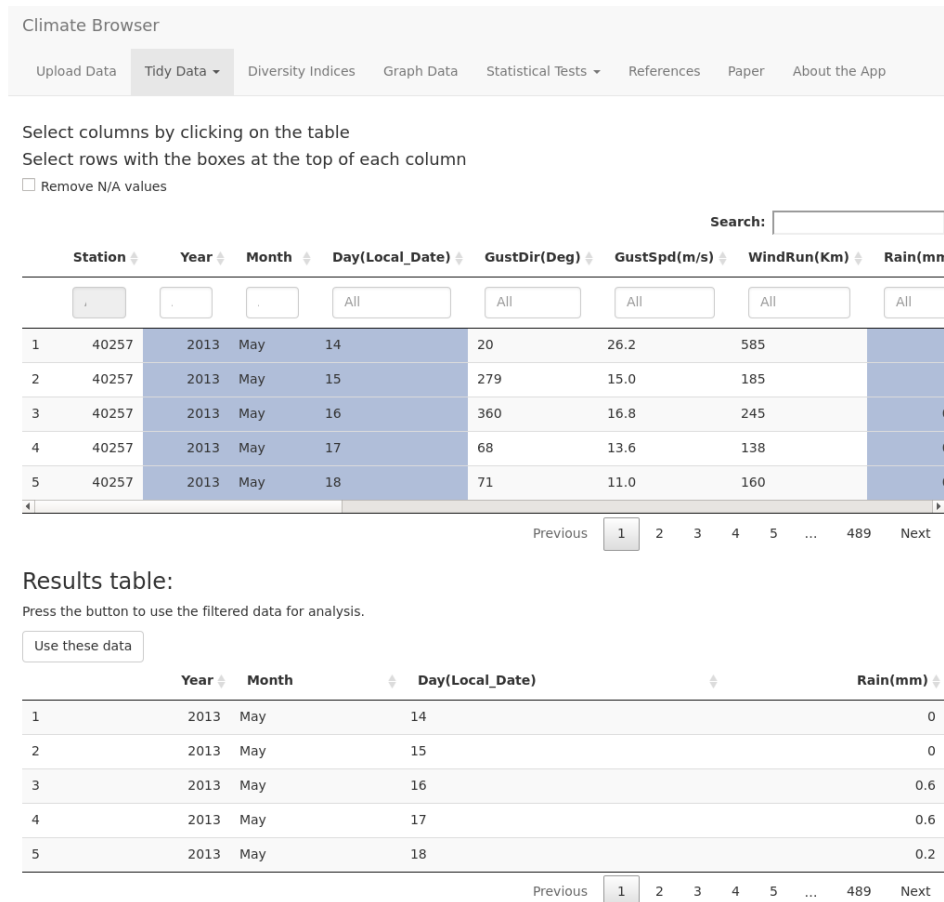 Climate Browser
Upload Data Tidy Data Diversity Indices Graph Data Statistical Tests References Paper About the App
Select columns by clicking on the table
Select rows with the boxes at the top of each column
Remove N/A values
Search:
Station Year Month Day(Local_Date) GustDir(Deg) GustSpd(m/s) WindRun(Km) Rain(mm
All All All All All
1 40257 2013 May 14 20 26.2 585
2 40257 2013 May 15 279 15.0 185
3 40257 2013 May 16 360 16.8 245
4 40257 2013 May 17 68 13.6 138
5 40257 2013 May 18 71 11.0 160
Previous 1 2 3 4 5 ... 489 Next
Results table:
Press the button to use the filtered data for analysis.
Use these data
Year Month Day(Local_Date) Rain(mm)
1 2013 May 14 0
2 2013 May 15 0
3 2013 May 16 0.6
4 2013 May 17 0.6
5 2013 May 18 0.2
Previous 1 2 3 4 5 ... 489 Next